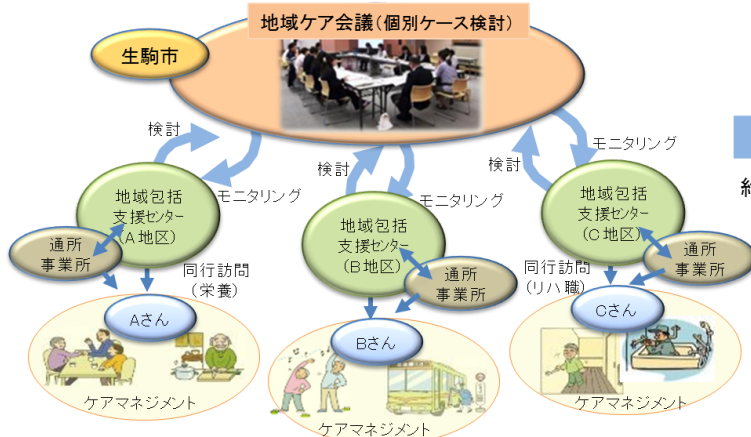 地域ケア会議（個別ケース検討）
生駒市
検討
モニタリング
検討
モニタリング
検討
モニタリング
地域包括
支援センター
（A地区）
通所
事業所
同行訪問
（栄養）
Aさん
ケアマネジメント
地域包括
支援センター
（B地区）
通所
事業所
Bさん
ケアマネジメント
地域包括
支援センター
（C地区）
通所
事業所
同行訪問
（リハ職）
Cさん
ケアマネジメント